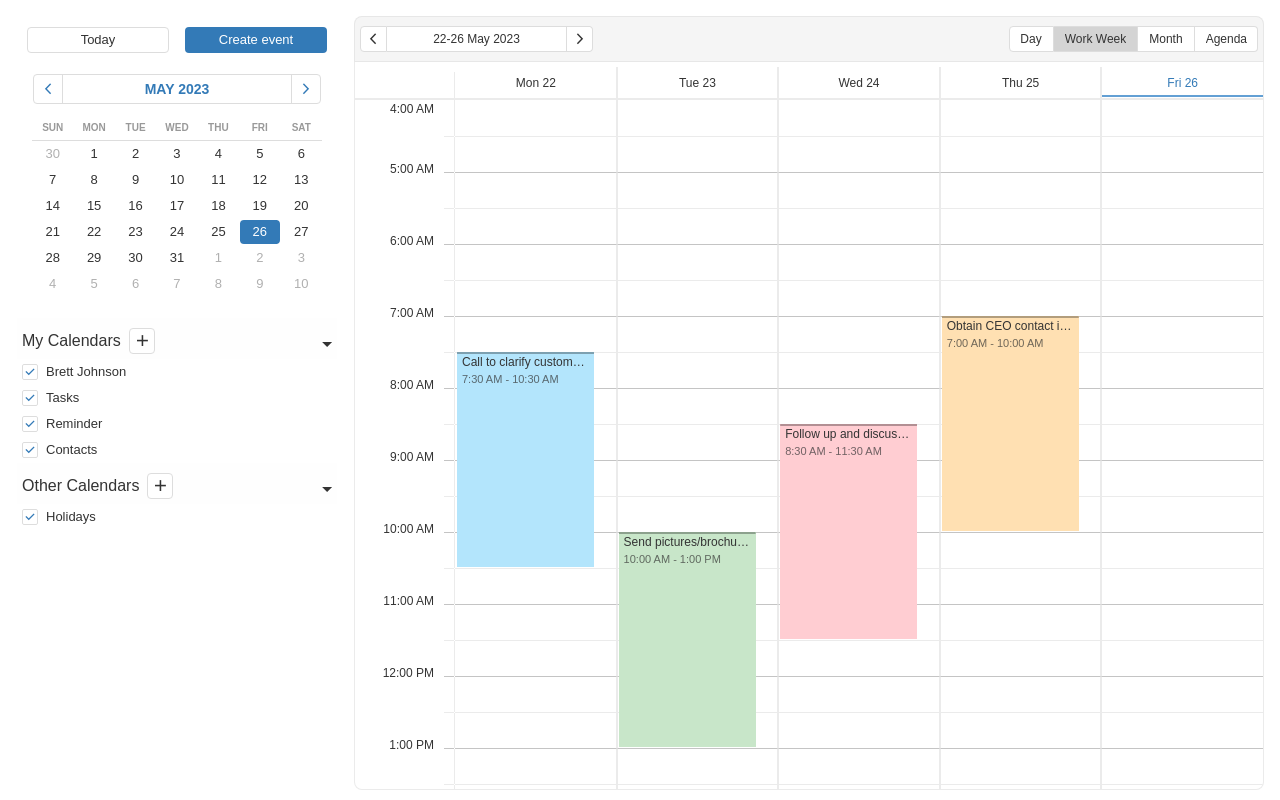 Today
Create event
MAY 2023
SUN MON TUE WED THU FRI SAT
30 1 2 3 4 5 6
7 8 9 10 11 12 13
14 15 16 17 18 19 20
21 22 23 24 25 26 27
28 29 30 31 1 2 3
4 5 6 7 8 9 10
My Calendars
Brett Johnson
Tasks
Reminder
Contacts
Other Calendars
Holidays
22-26 May 2023
Day Work Week Month Agenda
Mon 22 Tue 23 Wed 24 Thu 25 Fri 26
4:00 AM
5:00 AM
6:00 AM
7:00 AM
8:00 AM
9:00 AM
10:00 AM
11:00 AM
12:00 PM
1:00 PM
Call to clarify custom…
7:30 AM - 10:30 AM
Send pictures/brochu…
10:00 AM - 1:00 PM
Follow up and discus…
8:30 AM - 11:30 AM
Obtain CEO contact i…
7:00 AM - 10:00 AM